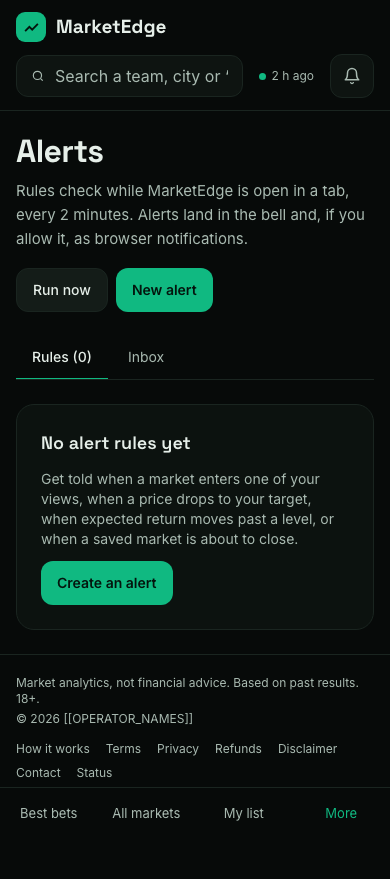 MarketEdge
Search a team, city or ‘
2 h ago
Alerts
Rules check while MarketEdge is open in a tab,
every 2 minutes. Alerts land in the bell and, if you
allow it, as browser notifications.
Run now
New alert
Rules (0)
Inbox
No alert rules yet
Get told when a market enters one of your
views, when a price drops to your target,
when expected return moves past a level, or
when a saved market is about to close.
Create an alert
Market analytics, not financial advice. Based on past results.
18+.
© 2026 [[OPERATOR_NAMES]]
How it works Terms Privacy Refunds Disclaimer
Contact Status
Best bets All markets My list More